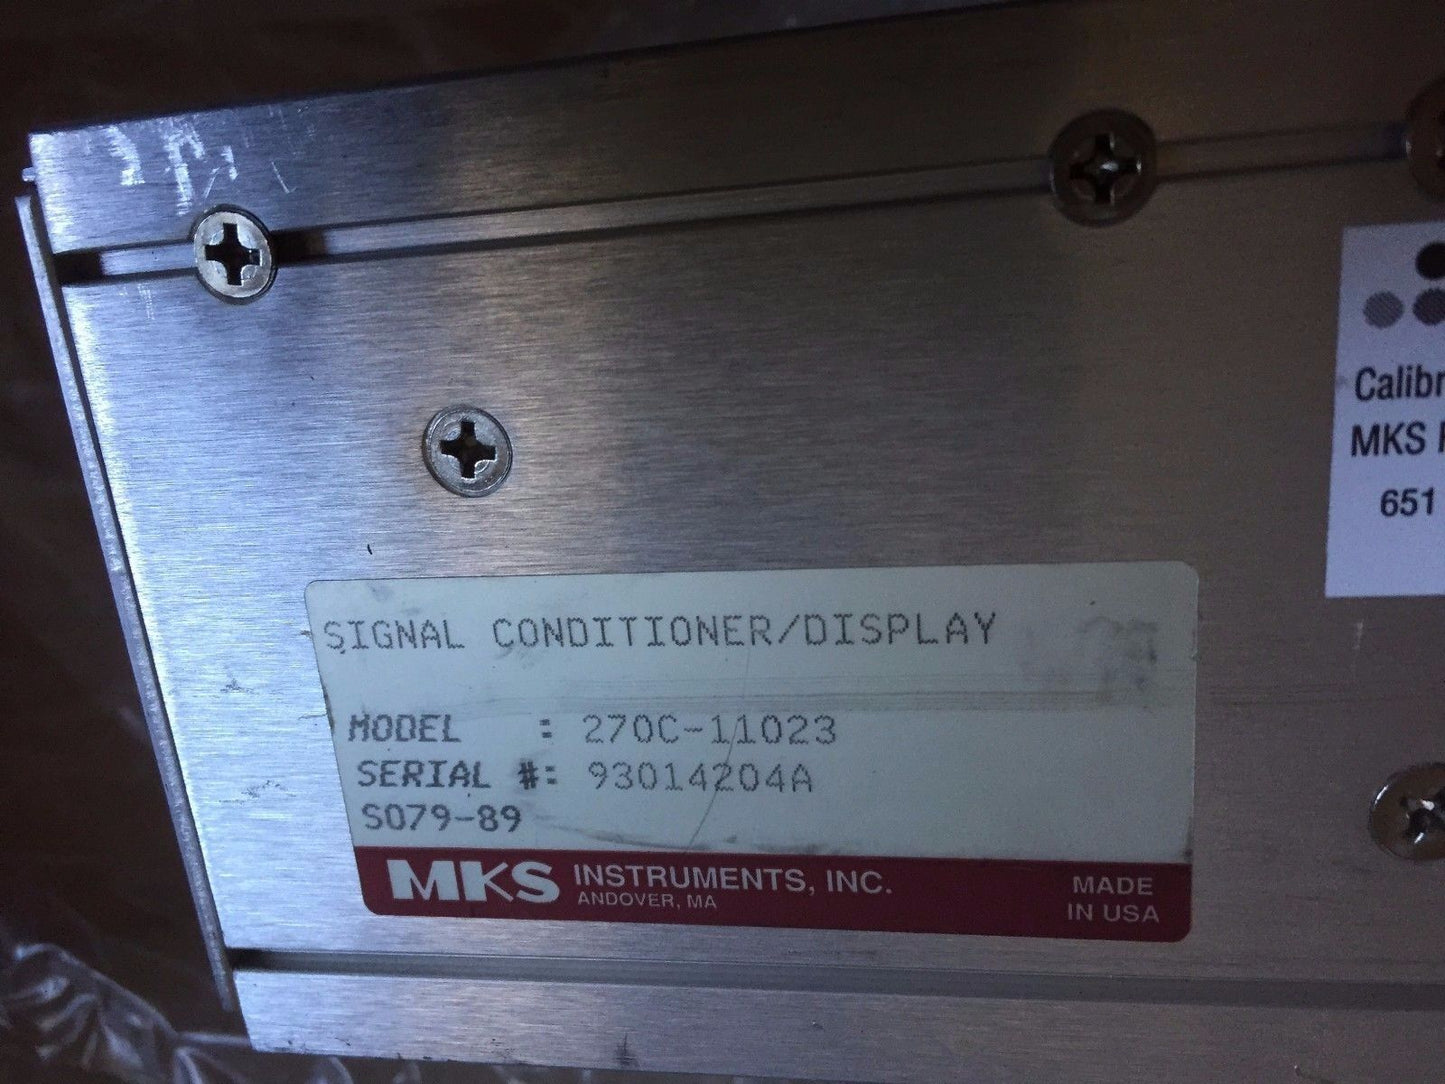 Calibr
MKS
651
SIGNAL CONDITIONER/DISPLAY
MODEL : 270C-11023
SERIAL #: 93014204A
S079-89
MKS INSTRUMENTS, INC.
ANDOVER, MA
MADE
IN USA